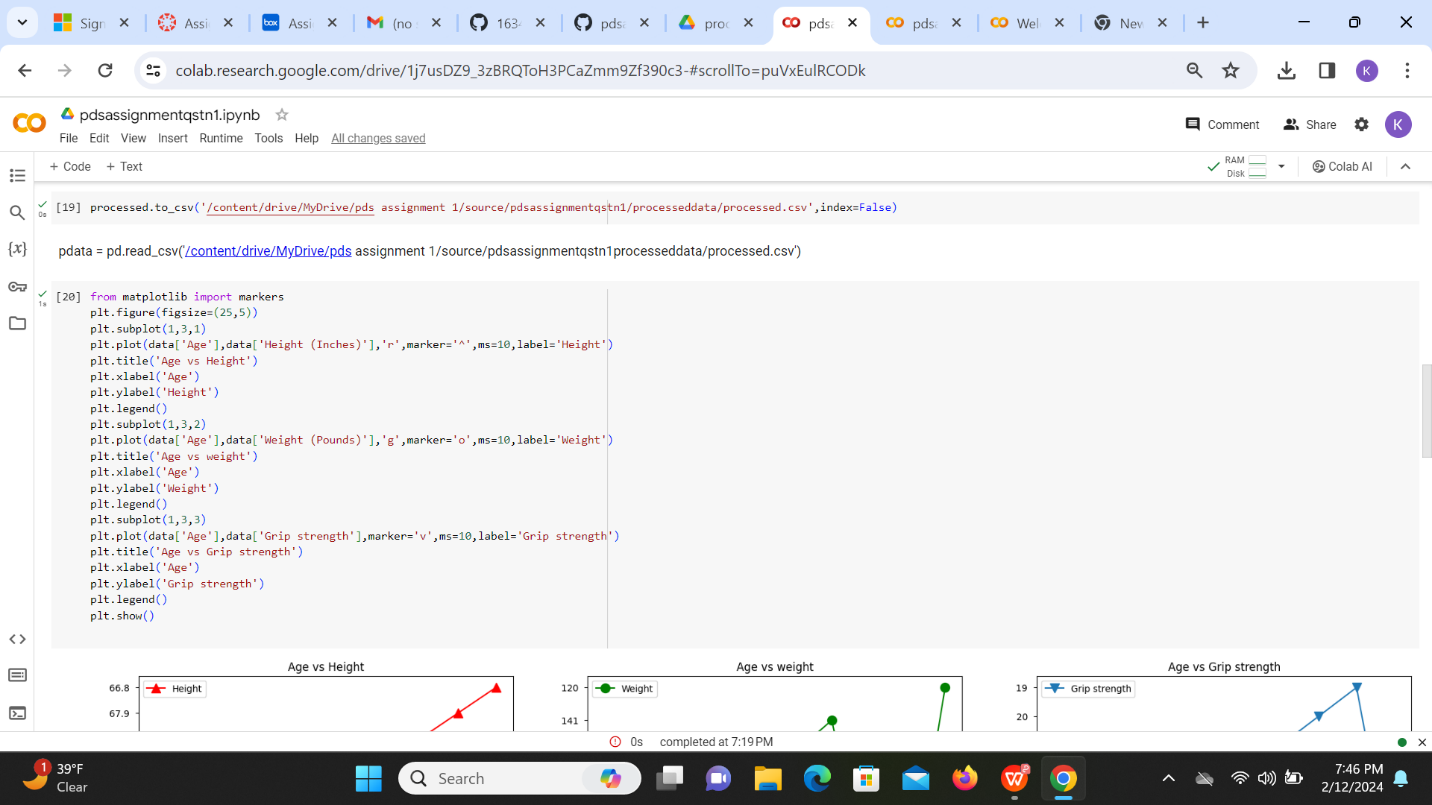 Sign
Assi
Assi
(no s
1634
pdsa
proc
pdsa
pdsa
Wel
New
colab.research.google.com/drive/1j7usDZ9_3zBRQToH3PCaZmm9Zf390c3-#scrollTo=puVxEulRCODk
K
pdsassignmentqstn1.ipynb
File Edit View Insert Runtime Tools Help All changes saved
Comment Share K
+ Code + Text
RAM
Disk
Colab AI
0s [19] processed.to_csv('/content/drive/MyDrive/pds assignment 1/source/pdsassignmentqstn1/processeddata/processed.csv',index=False)
pdata = pd.read_csv('/content/drive/MyDrive/pds assignment 1/source/pdsassignmentqstn1processeddata/processed.csv')
1s [20] from matplotlib import markers
plt.figure(figsize=(25,5))
plt.subplot(1,3,1)
plt.plot(data['Age'],data['Height (Inches)'],'r',marker='^',ms=10,label='Height')
plt.title('Age vs Height')
plt.xlabel('Age')
plt.ylabel('Height')
plt.legend()
plt.subplot(1,3,2)
plt.plot(data['Age'],data['Weight (Pounds)'],'g',marker='o',ms=10,label='Weight')
plt.title('Age vs weight')
plt.xlabel('Age')
plt.ylabel('Weight')
plt.legend()
plt.subplot(1,3,3)
plt.plot(data['Age'],data['Grip strength'],marker='v',ms=10,label='Grip strength')
plt.title('Age vs Grip strength')
plt.xlabel('Age')
plt.ylabel('Grip strength')
plt.legend()
plt.show()
Age vs Height
66.8
67.9
Height
Age vs weight
120
141
Weight
Age vs Grip strength
19
20
Grip strength
0s completed at 7:19 PM
1
39°F
Clear
Search
7:46 PM
2/12/2024